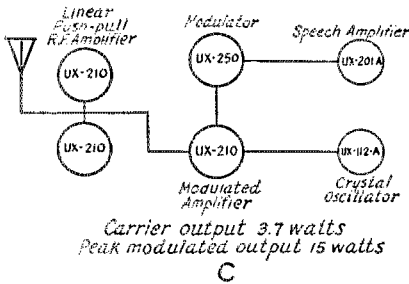 Linear
Push-pull
R.F. Amplifier
UX-210
UX-210
Modulator
UX-250
Speech Amplifier
UX-201A
UX-210
Modulated
Amplifier
UX-112-A
Crystal
Oscillator
Carrier output 3.7 watts
Peak modulated output 15 watts
C